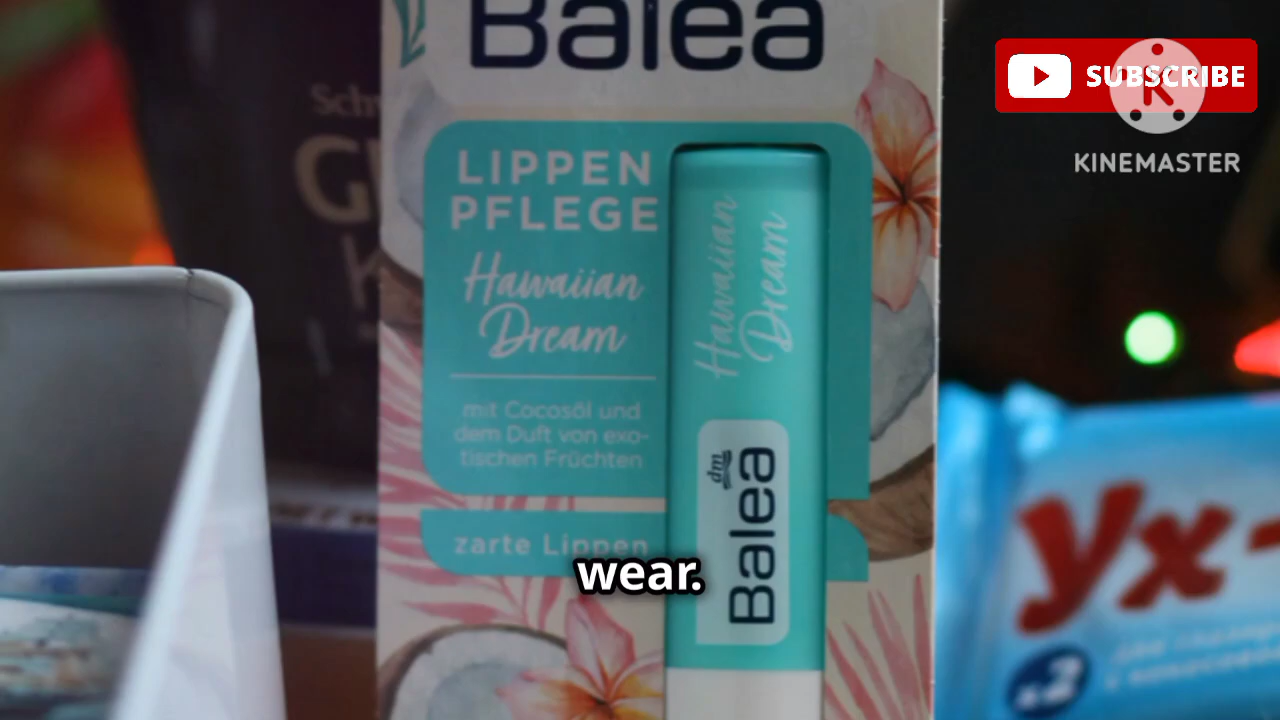 Balea
SUBSCRIBE
KINEMASTER
LIPPEN
PFLEGE
Hawaiian
Dream
mit Cocosöl und
dem Duft von exo-
tischen Früchten
zarte Lippen
Hawaiian
Dream
dm
Balea
wear.
ух-
x2